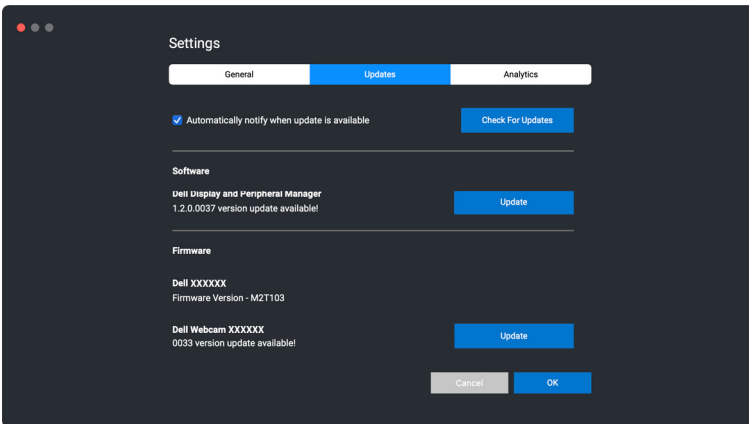 Settings
General Updates Analytics
Automatically notify when update is available Check For Updates
Software
Dell Display and Peripheral Manager
1.2.0.0037 version update available! Update
Firmware
Dell XXXXXX
Firmware Version - M2T103
Dell Webcam XXXXXX
0033 version update available! Update
Cancel OK